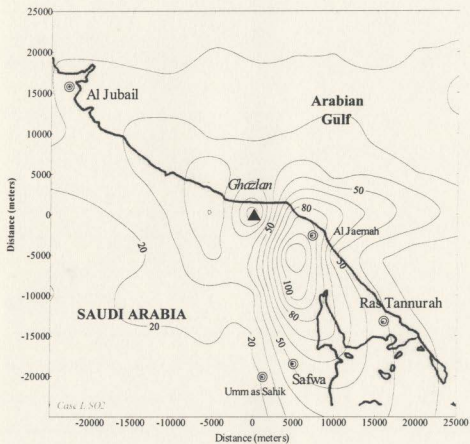 25000
20000
15000
10000
5000
0
-5000
-10000
-15000
-20000
Distance (meters)
Al Jubail
Arabian
Gulf
Ghazlan
50
80
50
Al Jaemah
20
50
100
Ras Tannurah
80
SAUDI ARABIA
20
20
50
Safwa
Umm as Sahik
Case I, SO2
-20000 -15000 -10000 -5000 0 5000 10000 15000 20000 25000
Distance (meters)